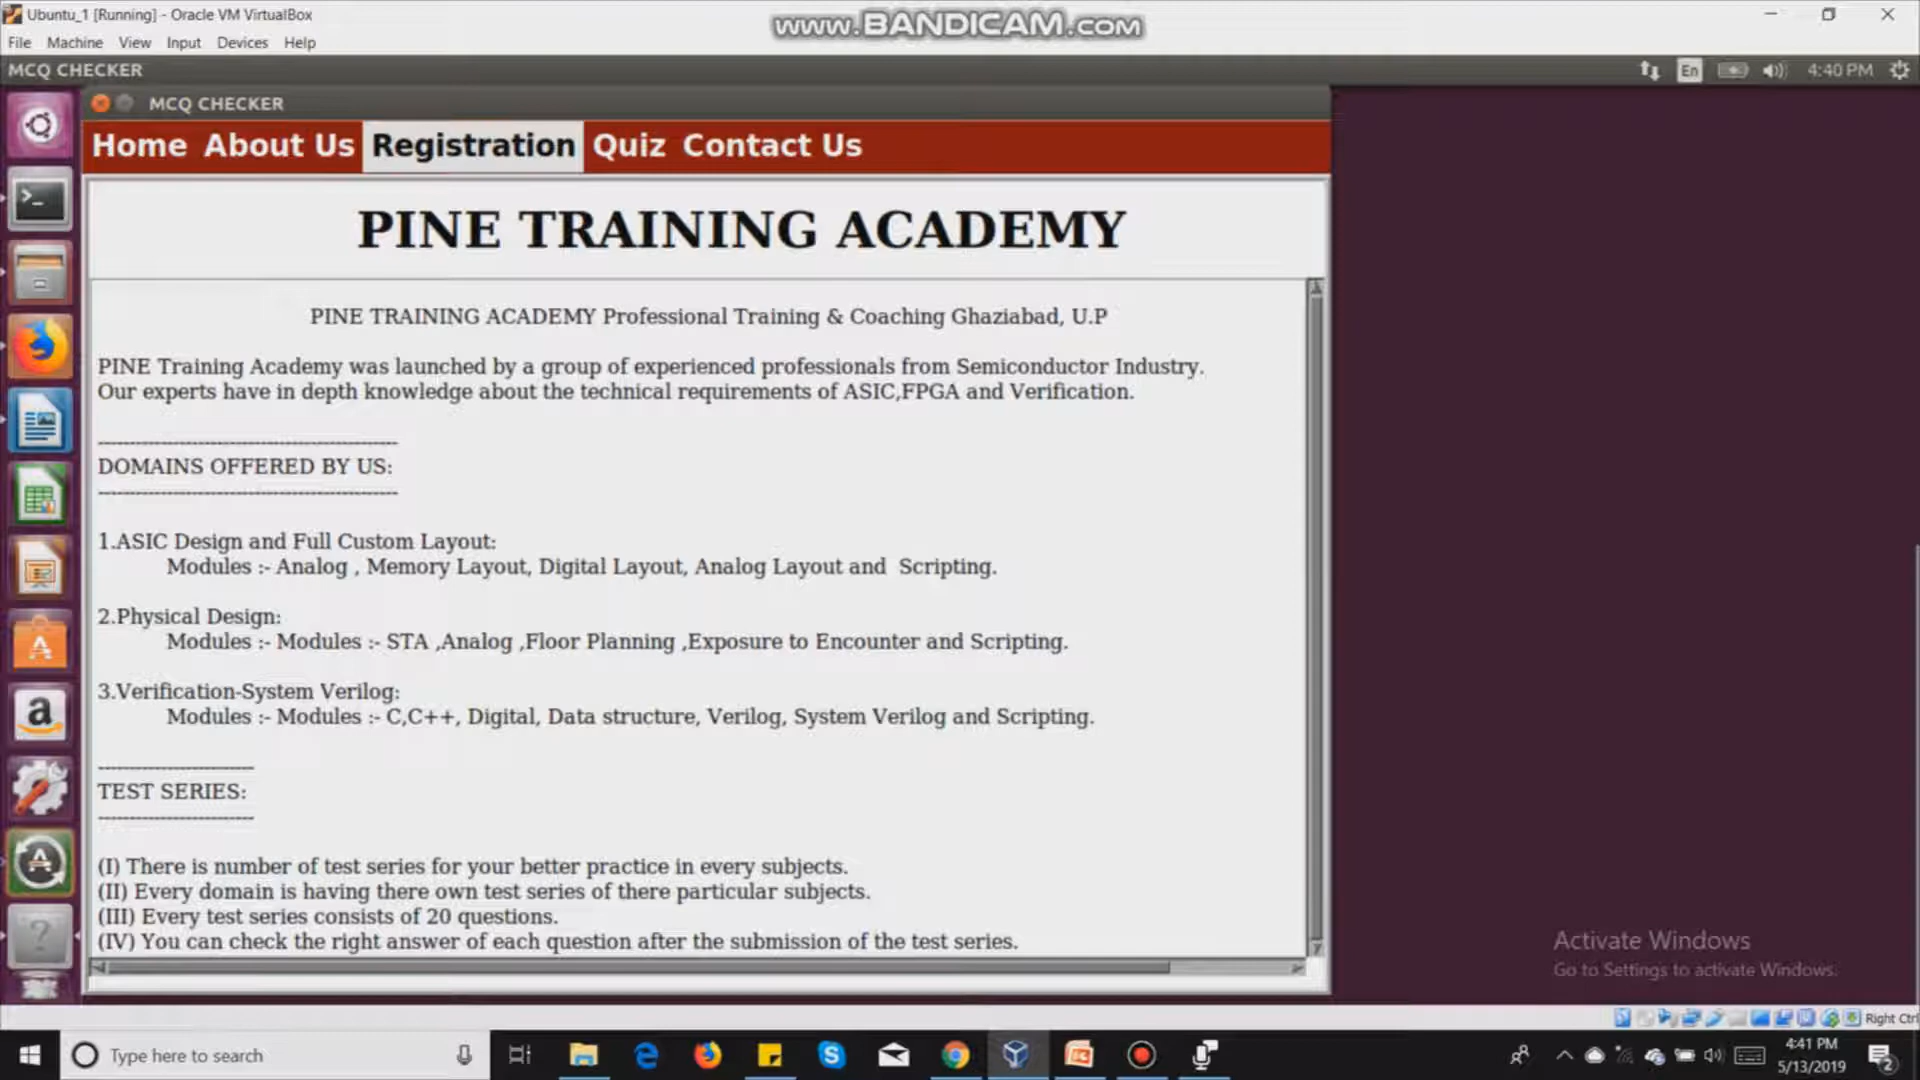 Ubuntu_1 [Running] - Oracle VM VirtualBox
www.BANDICAM.com
File Machine View Input Devices Help
MCQ CHECKER
En
4:40 PM
MCQ CHECKER
Home About Us Registration Quiz Contact Us
PINE TRAINING ACADEMY
PINE TRAINING ACADEMY Professional Training & Coaching Ghaziabad, U.P
PINE Training Academy was launched by a group of experienced professionals from Semiconductor Industry.
Our experts have in depth knowledge about the technical requirements of ASIC,FPGA and Verification.
------------------------------------------------
DOMAINS OFFERED BY US:
------------------------------------------------
1.ASIC Design and Full Custom Layout:
Modules :- Analog , Memory Layout, Digital Layout, Analog Layout and  Scripting.
2.Physical Design:
Modules :- Modules :- STA ,Analog ,Floor Planning ,Exposure to Encounter and Scripting.
3.Verification-System Verilog:
Modules :- Modules :- C,C++, Digital, Data structure, Verilog, System Verilog and Scripting.
-------------------------
TEST SERIES:
-------------------------
(I) There is number of test series for your better practice in every subjects.
(II) Every domain is having there own test series of there particular subjects.
(III) Every test series consists of 20 questions.
(IV) You can check the right answer of each question after the submission of the test series.
Activate Windows
Go to Settings to activate Windows.
Right Ctrl
Type here to search
4:41 PM
5/13/2019
2